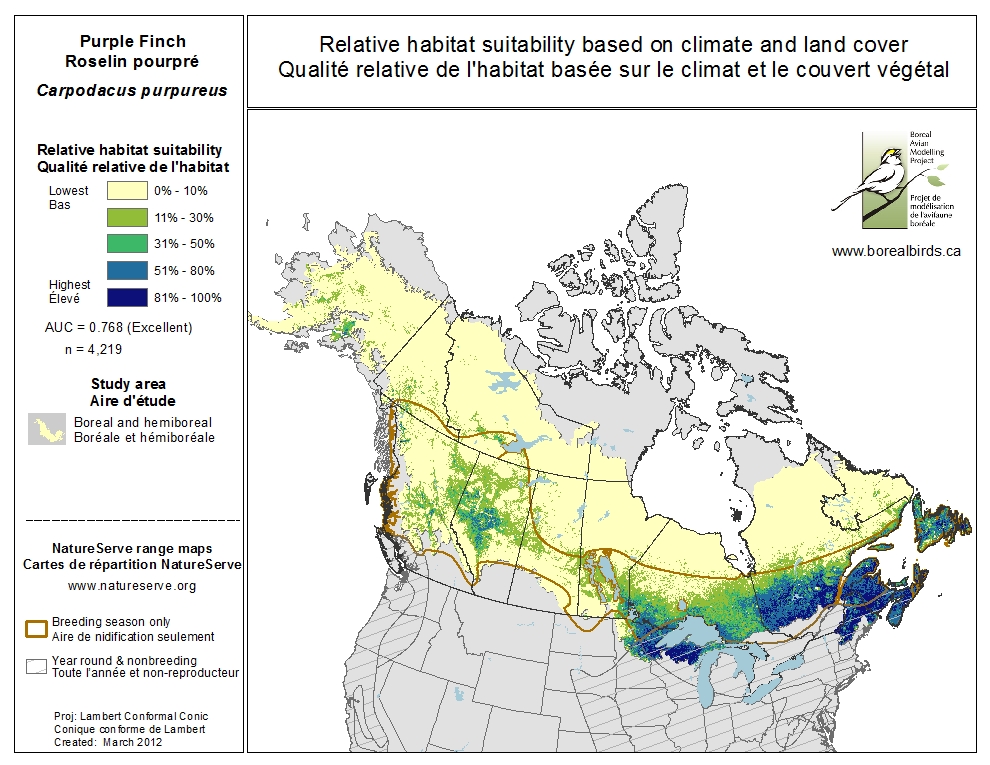 Purple Finch
Roselin pourpré
Carpodacus purpureus
Relative habitat suitability
Qualité relative de l'habitat
Lowest
Bas
0% - 10%
11% - 30%
31% - 50%
51% - 80%
Highest
Élevé
81% - 100%
AUC = 0.768 (Excellent)
n = 4,219
Study area
Aire d'étude
Boreal and hemiboreal
Boréale et hémiboréale
NatureServe range maps
Cartes de répartition NatureServe
www.natureserve.org
Breeding season only
Aire de nidification seulement
Year round & nonbreeding
Toute l'année et non-reproducteur
Proj: Lambert Conformal Conic
Conique conforme de Lambert
Created: March 2012
Relative habitat suitability based on climate and land cover
Qualité relative de l'habitat basée sur le climat et le couvert végétal
Boreal
Avian
Modelling
Project
Projet de
modélisation
de l'avifaune
boréale
www.borealbirds.ca